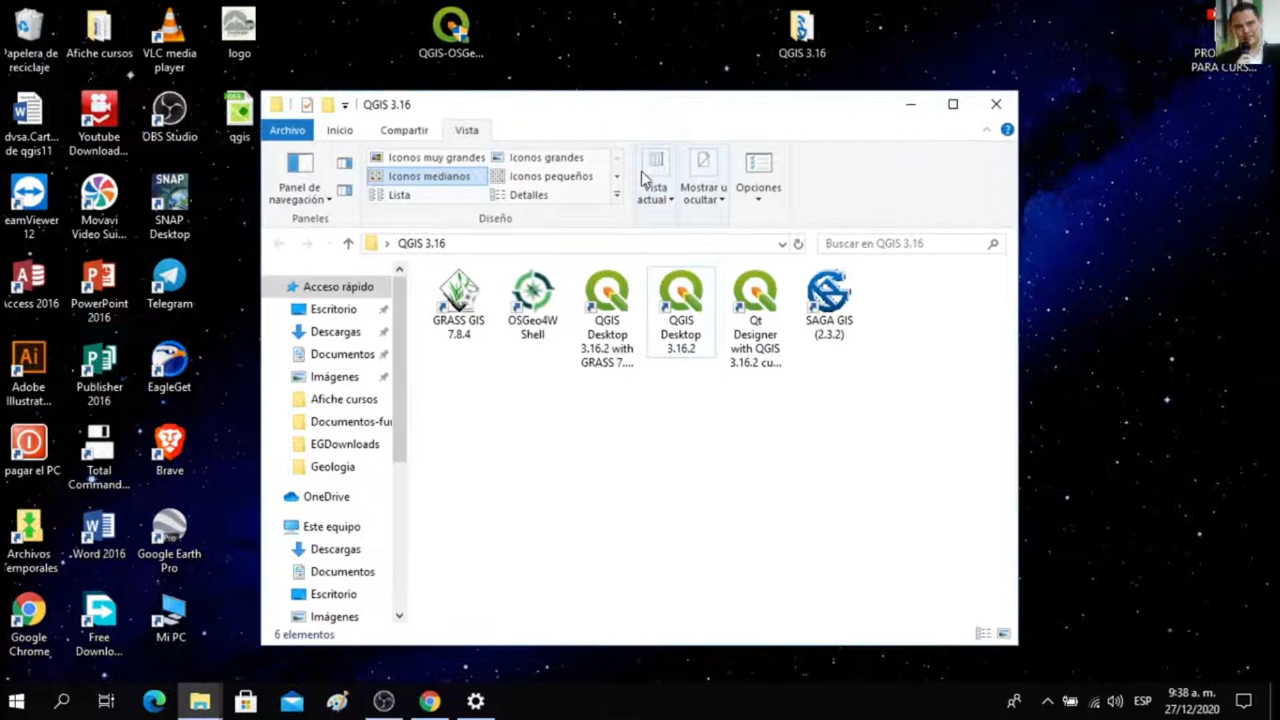 Papelera de
reciclaje
Afiche cursos
VLC media
player
logo
QGIS-OSGe...
QGIS 3.16
PRO
PARA CURS...
dvsa.Cart...
de qgis11
Youtube
Download...
OBS Studio
qgis
eamViewer
12
Movavi
Video Sui...
SNAP
Desktop
ccess 2016
PowerPoint
2016
Telegram
Adobe
Illustrat...
Publisher
2016
EagleGet
pagar el PC
Total
Comman...
Brave
Archivos
Temporales
Word 2016
Google Earth
Pro
Google
Chrome
Free
Downlo...
Mi PC
QGIS 3.16
Archivo
Inicio
Compartir
Vista
Panel de
navegación
Paneles
Iconos muy grandes
Iconos grandes
Iconos medianos
Iconos pequeños
Lista
Detalles
Diseño
Vista
actual
Mostrar u
ocultar
Opciones
QGIS 3.16
Buscar en QGIS 3.16
Acceso rápido
Escritorio
Descargas
Documentos
Imágenes
Afiche cursos
Documentos-fu
EGDownloads
Geologia
OneDrive
Este equipo
Descargas
Documentos
Escritorio
Imágenes
GRASS GIS
7.8.4
OSGeo4W
Shell
QGIS
Desktop
3.16.2 with
GRASS 7....
QGIS
Desktop
3.16.2
Qt
Designer
with QGIS
3.16.2 cu...
SAGA GIS
(2.3.2)
6 elementos
ESP
9:38 a. m.
27/12/2020